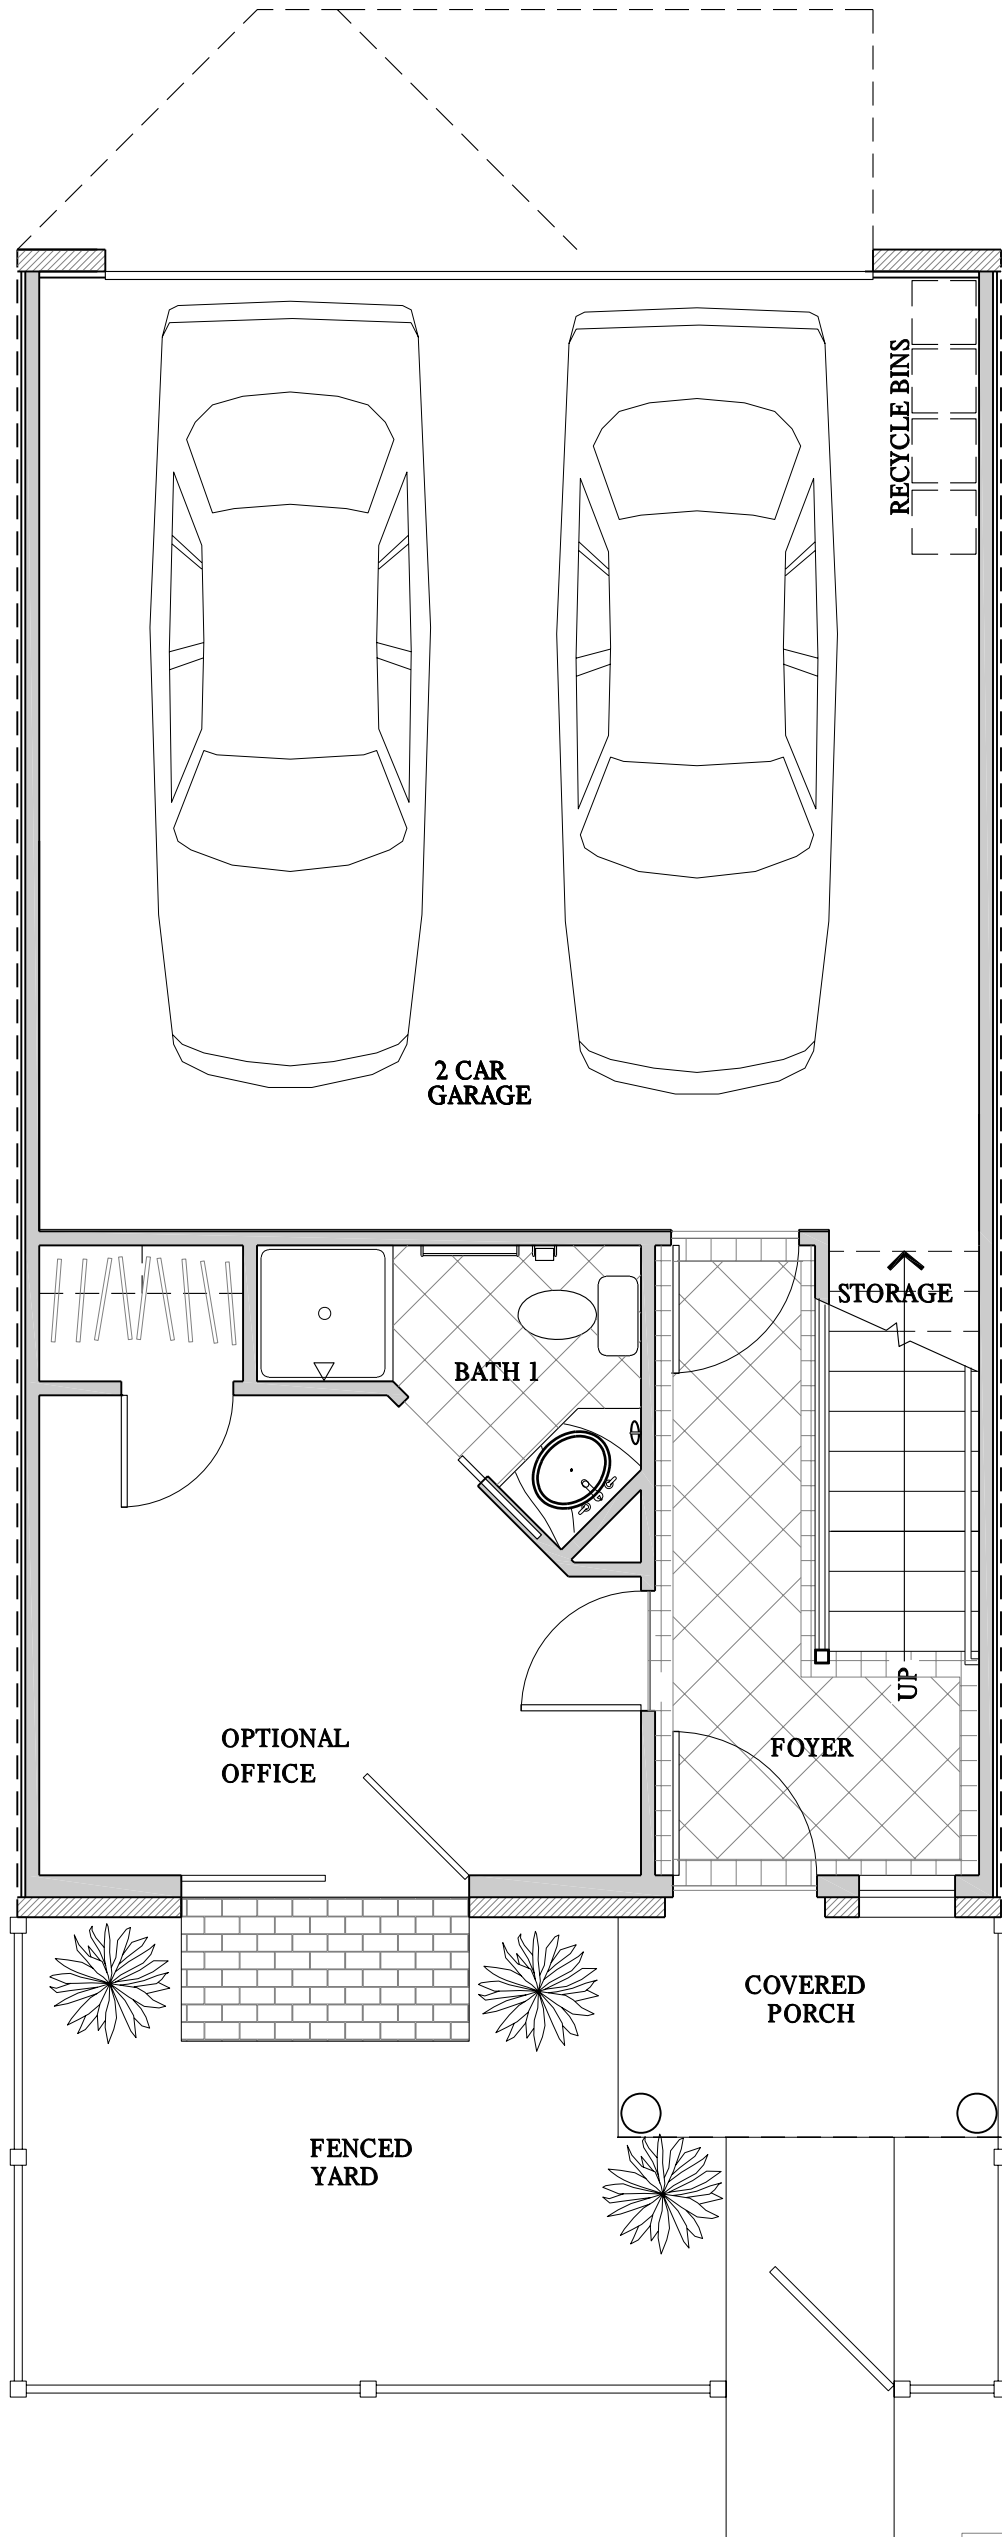 RECYCLE BINS
2 CAR
GARAGE
STORAGE
BATH 1
UP
OPTIONAL
OFFICE
FOYER
COVERED
PORCH
FENCED
YARD